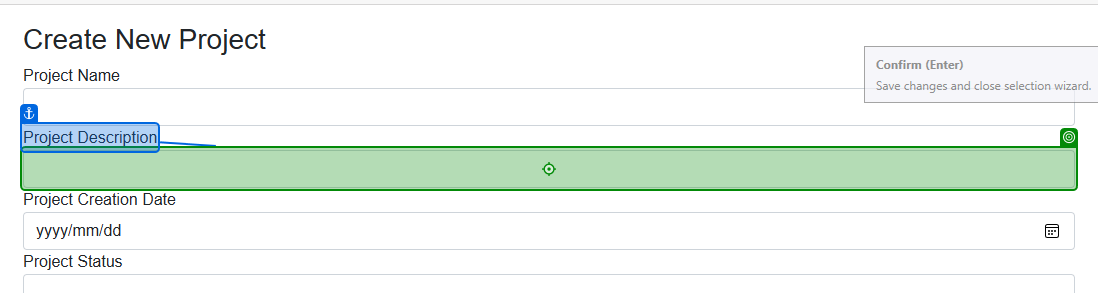 Create New Project
Project Name
Confirm (Enter)
Save changes and close selection wizard.
Project Description
Project Creation Date
yyyy/mm/dd
Project Status